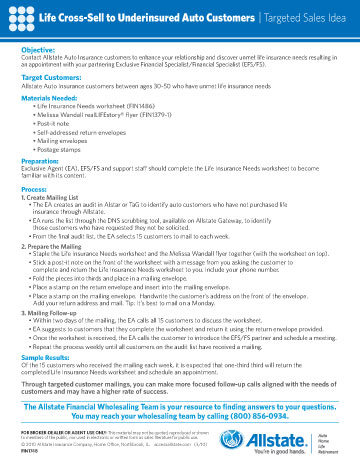 Life Cross-Sell to Underinsured Auto Customers | Targeted Sales Idea
Objective:
Contact Allstate Auto Insurance customers to enhance your relationship and discover unmet life insurance needs resulting in
an appointment with your partnering Exclusive Financial Specialist/Financial Specialist (EFS/FS).
Target Customers:
Allstate Auto Insurance customers between ages 30-50 who have unmet life insurance needs
Materials Needed:
• Life Insurance Needs worksheet (FIN1486)
• Melissa Wandall realLIFEstory® flyer (FIN1379-1)
• Post-it note
• Self-addressed return envelopes
• Mailing envelopes
• Postage stamps
Preparation:
Exclusive Agent (EA), EFS/FS and support staff should complete the Life Insurance Needs worksheet to become
familiar with its content.
Process:
1. Create Mailing List
• The EA creates an audit in Alstar or TaG to identify auto customers who have not purchased life
insurance through Allstate.
• EA runs the list through the DNS scrubbing tool, available on Allstate Gateway, to identify
those customers who have requested they not be solicited.
• From the final audit list, the EA selects 15 customers to mail to each week.
2. Prepare the Mailing
• Staple the Life Insurance Needs worksheet and the Melissa Wandall flyer together (with the worksheet on top).
• Stick a post-it note on the front of the worksheet with a message from you asking the customer to
complete and return the Life Insurance Needs worksheet to you. Include your phone number.
• Fold the pieces into thirds and place in a mailing envelope.
• Place a stamp on the return envelope and insert into the mailing envelope.
• Place a stamp on the mailing envelope. Handwrite the customer's address on the front of the envelope.
Add your return address and mail. Tip: It's best to mail on a Monday.
3. Mailing Follow-up
• Within two days of the mailing, the EA calls all 15 customers to discuss the worksheet.
• EA suggests to customers that they complete the worksheet and return it using the return envelope provided.
• Once the worksheet is received, the EA calls the customer to introduce the EFS/FS partner and schedule a meeting.
• Repeat the process weekly until all customers on the audit list have received a mailing.
Sample Results:
Of the 15 customers who received the mailing each week, it is expected that one-third third will return the
completed Life Insurance Needs worksheet and schedule an appointment.
Through targeted customer mailings, you can make more focused follow-up calls aligned with the needs of
customers and may have a higher rate of success.
The Allstate Financial Wholesaling Team is your resource to finding answers to your questions.
You may reach your wholesaling team by calling (800) 856-0934.
FOR BROKER-DEALER OR AGENT USE ONLY: This material may not be quoted, reproduced or shown
to members of the public, nor used in electronic or written form as sales literature for public use.
© 2010 Allstate Insurance Company, Home Office, Northbrook, IL. accessallstate.com (5/10)
FIN1748
Allstate.
You're in good hands.
Auto
Home
Life
Retirement